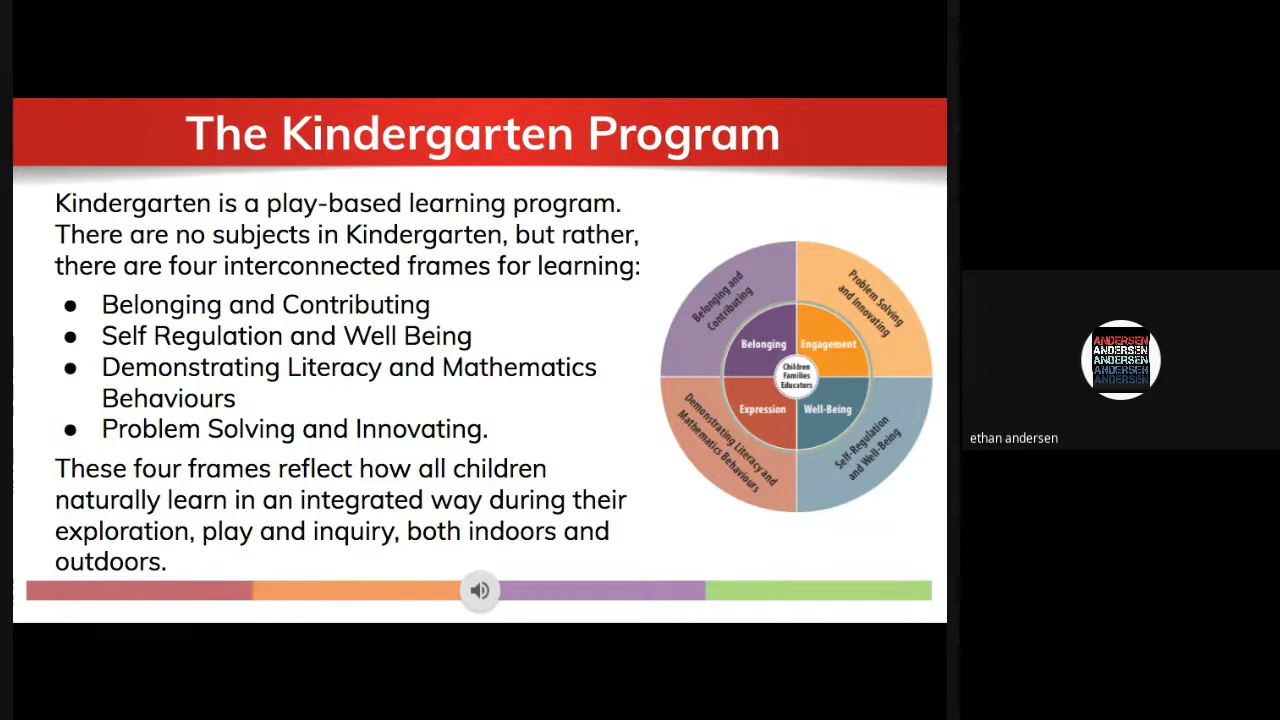 The Kindergarten Program
Kindergarten is a play-based learning program.
There are no subjects in Kindergarten, but rather,
there are four interconnected frames for learning:
● Belonging and Contributing
● Self Regulation and Well Being
● Demonstrating Literacy and Mathematics
Behaviours
● Problem Solving and Innovating.
These four frames reflect how all children
naturally learn in an integrated way during their
exploration, play and inquiry, both indoors and
outdoors.
Belonging and
Contributing
Problem Solving
and Innovating
Belonging
Engagement
Children
Families
Educators
Expression
Well-Being
Demonstrating Literacy and
Mathematics Behaviours
Self-Regulation
and Well-Being
ANDERSEN
ANDERSEN
ANDERSEN
ANDERSEN
ANDERSEN
ethan andersen